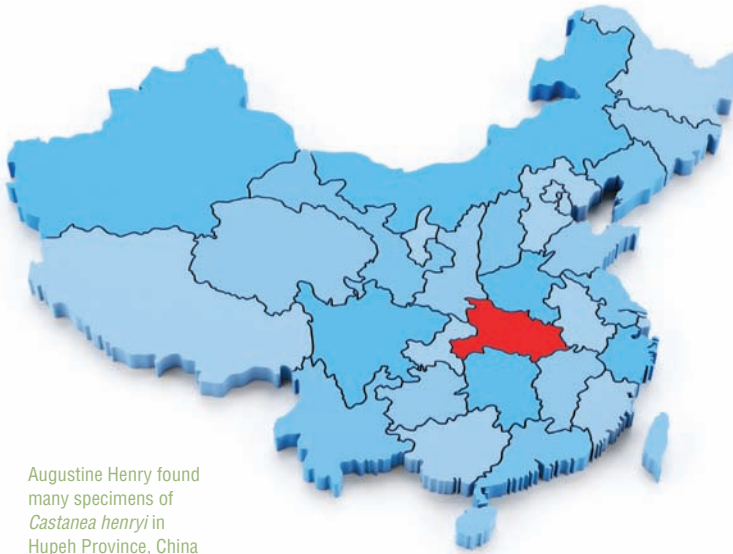 Augustine Henry found
many specimens of
Castanea henryi in
Hupeh Province, China